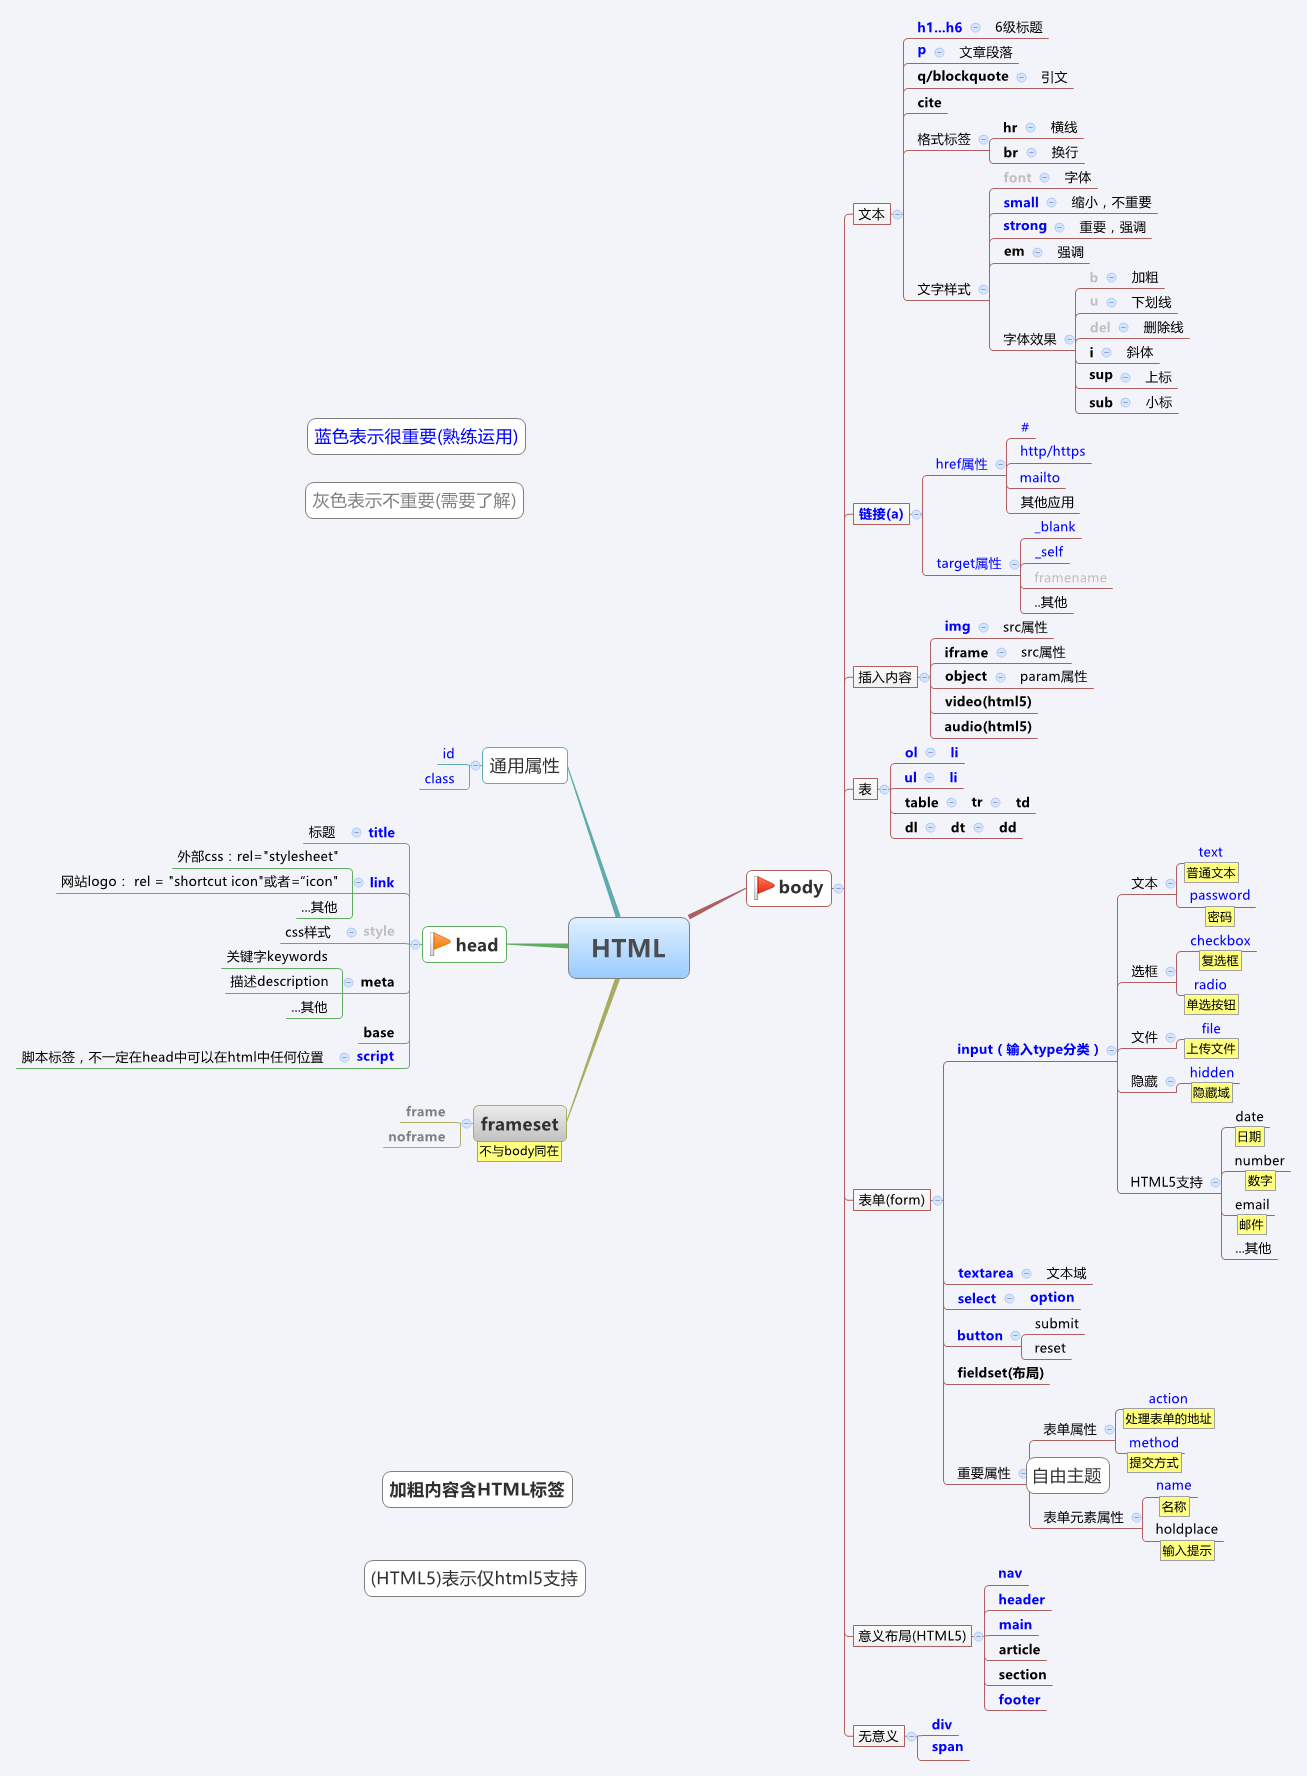 HTML
通用属性
id
class
head
title
标题
link
外部css：rel="stylesheet"
网站logo： rel = "shortcut icon"或者=“icon"
...其他
style
css样式
meta
关键字keywords
描述description
...其他
base
script
脚本标签，不一定在head中可以在html中任何位置
frameset
不与body同在
frame
noframe
蓝色表示很重要(熟练运用)
灰色表示不重要(需要了解)
加粗内容含HTML标签
(HTML5)表示仅html5支持
body
文本
h1...h6
6级标题
p
文章段落
q/blockquote
引文
cite
格式标签
hr
横线
br
换行
文字样式
font
字体
small
缩小，不重要
strong
重要，强调
em
强调
字体效果
b
加粗
u
下划线
del
删除线
i
斜体
sup
上标
sub
小标
链接(a)
href属性
#
http/https
mailto
其他应用
target属性
_blank
_self
framename
..其他
插入内容
img
src属性
iframe
src属性
object
param属性
video(html5)
audio(html5)
表
ol
li
ul
li
table
tr
td
dl
dt
dd
表单(form)
input（输入type分类）
文本
text
普通文本
password
密码
选框
checkbox
复选框
radio
单选按钮
文件
file
上传文件
隐藏
hidden
隐藏域
HTML5支持
date
日期
number
数字
email
邮件
...其他
textarea
文本域
select
option
button
submit
reset
fieldset(布局)
重要属性
自由主题
表单属性
action
处理表单的地址
method
提交方式
表单元素属性
name
名称
holdplace
输入提示
意义布局(HTML5)
nav
header
main
article
section
footer
无意义
div
span